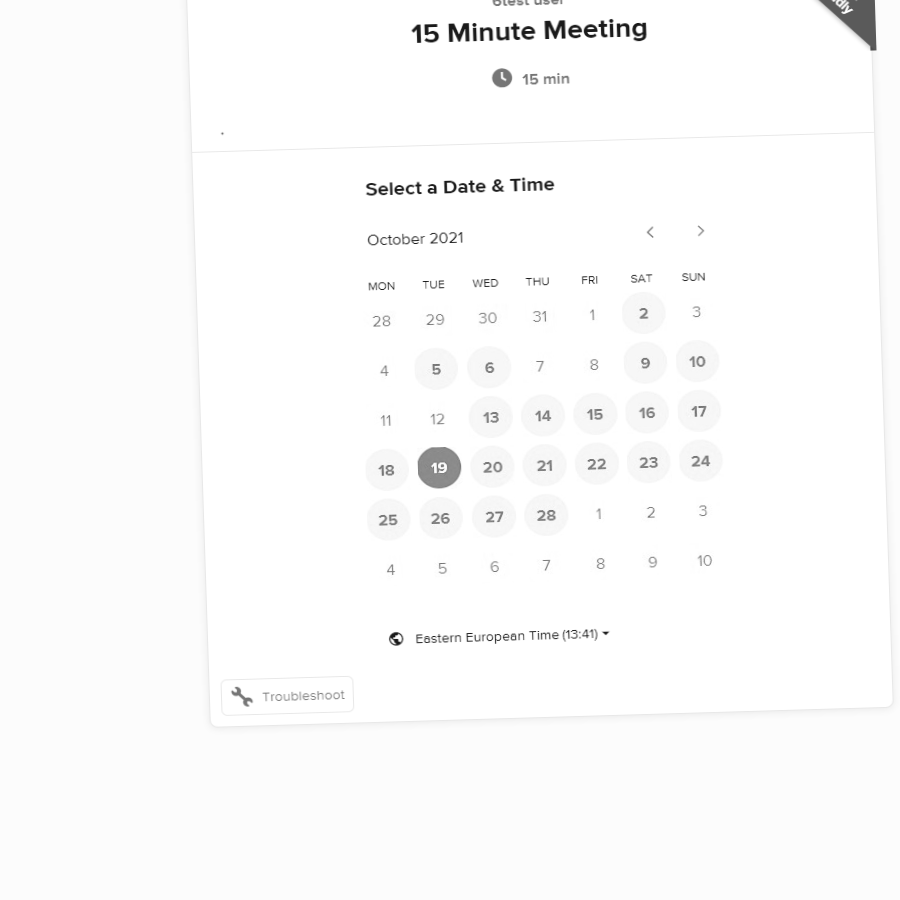 6test user
15 Minute Meeting
15 min
.
Select a Date & Time
October 2021
MON TUE WED THU FRI SAT SUN
28 29 30 31 1 2 3
4 5 6 7 8 9 10
11 12 13 14 15 16 17
18 19 20 21 22 23 24
25 26 27 28 1 2 3
4 5 6 7 8 9 10
Eastern European Time (13:41)
Troubleshoot